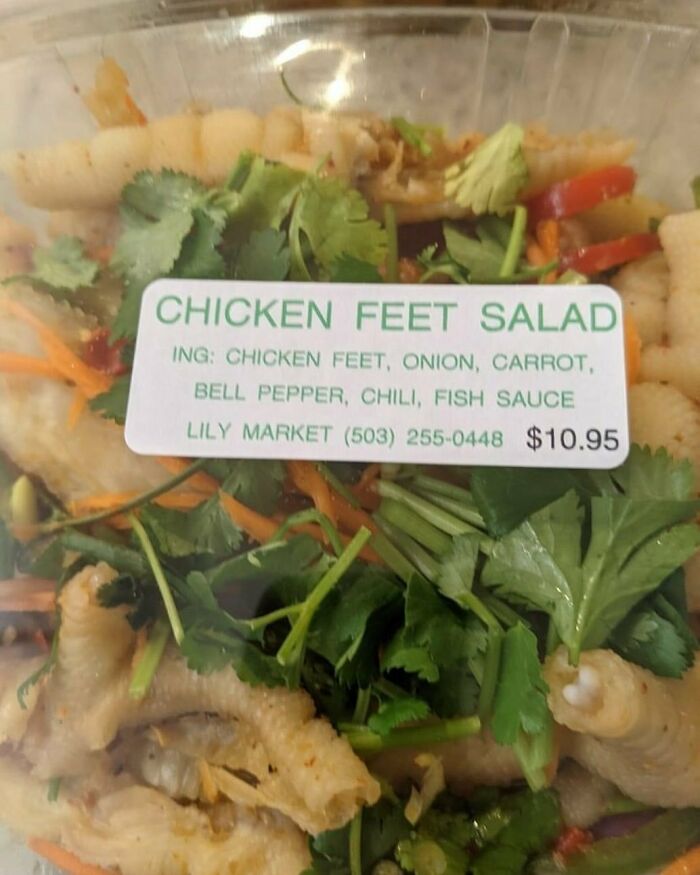 CHICKEN FEET SALAD
ING: CHICKEN FEET, ONION, CARROT,
BELL PEPPER, CHILI, FISH SAUCE
LILY MARKET (503) 255-0448 $10.95